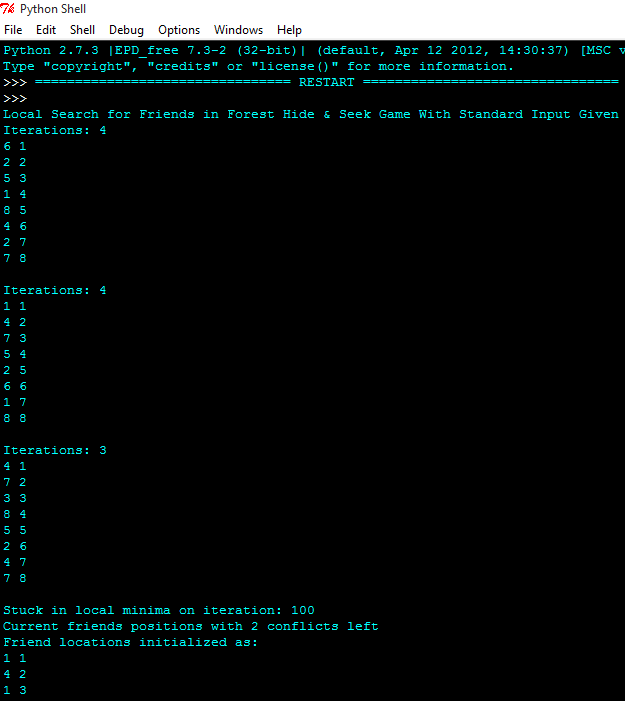 Python Shell
File Edit Shell Debug Options Windows Help
Python 2.7.3 |EPD_free 7.3-2 (32-bit)| (default, Apr 12 2012, 14:30:37) [MSC v
Type "copyright", "credits" or "license()" for more information.
>>> ================================ RESTART ================================
>>>
Local Search for Friends in Forest Hide & Seek Game With Standard Input Given
Iterations: 4
6 1
2 2
5 3
1 4
8 5
4 6
2 7
7 8
Iterations: 4
1 1
4 2
7 3
5 4
2 5
6 6
1 7
8 8
Iterations: 3
4 1
7 2
3 3
8 4
5 5
2 6
4 7
7 8
Stuck in local minima on iteration: 100
Current friends positions with 2 conflicts left
Friend locations initialized as:
1 1
4 2
1 3